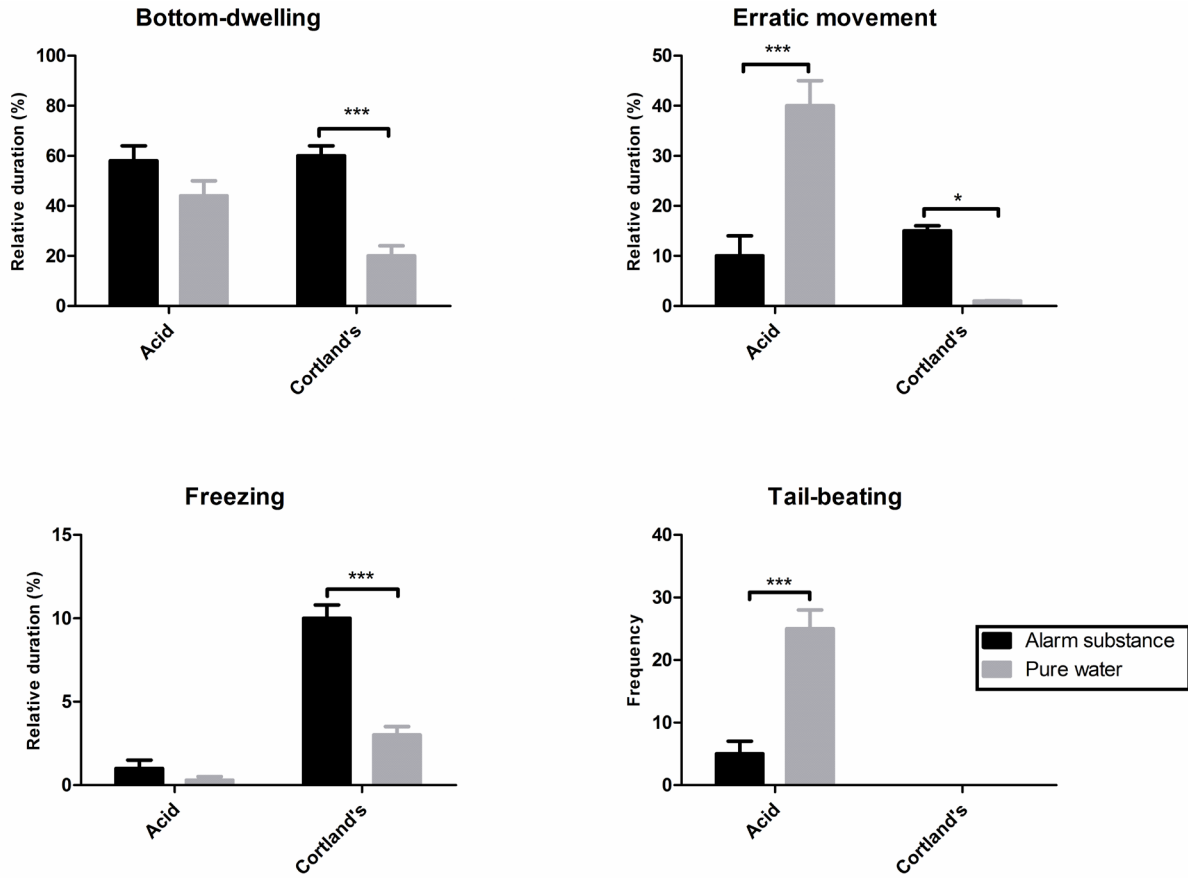 Bottom-dwelling
Relative duration (%)
100
80
60
40
20
0
***
Acid
Cortland's
Erratic movement
Relative duration (%)
50
40
30
20
10
0
***
*
Acid
Cortland's
Freezing
Relative duration (%)
15
10
5
0
***
Acid
Cortland's
Tail-beating
Frequency
40
30
20
10
0
***
Acid
Cortland's
Alarm substance
Pure water